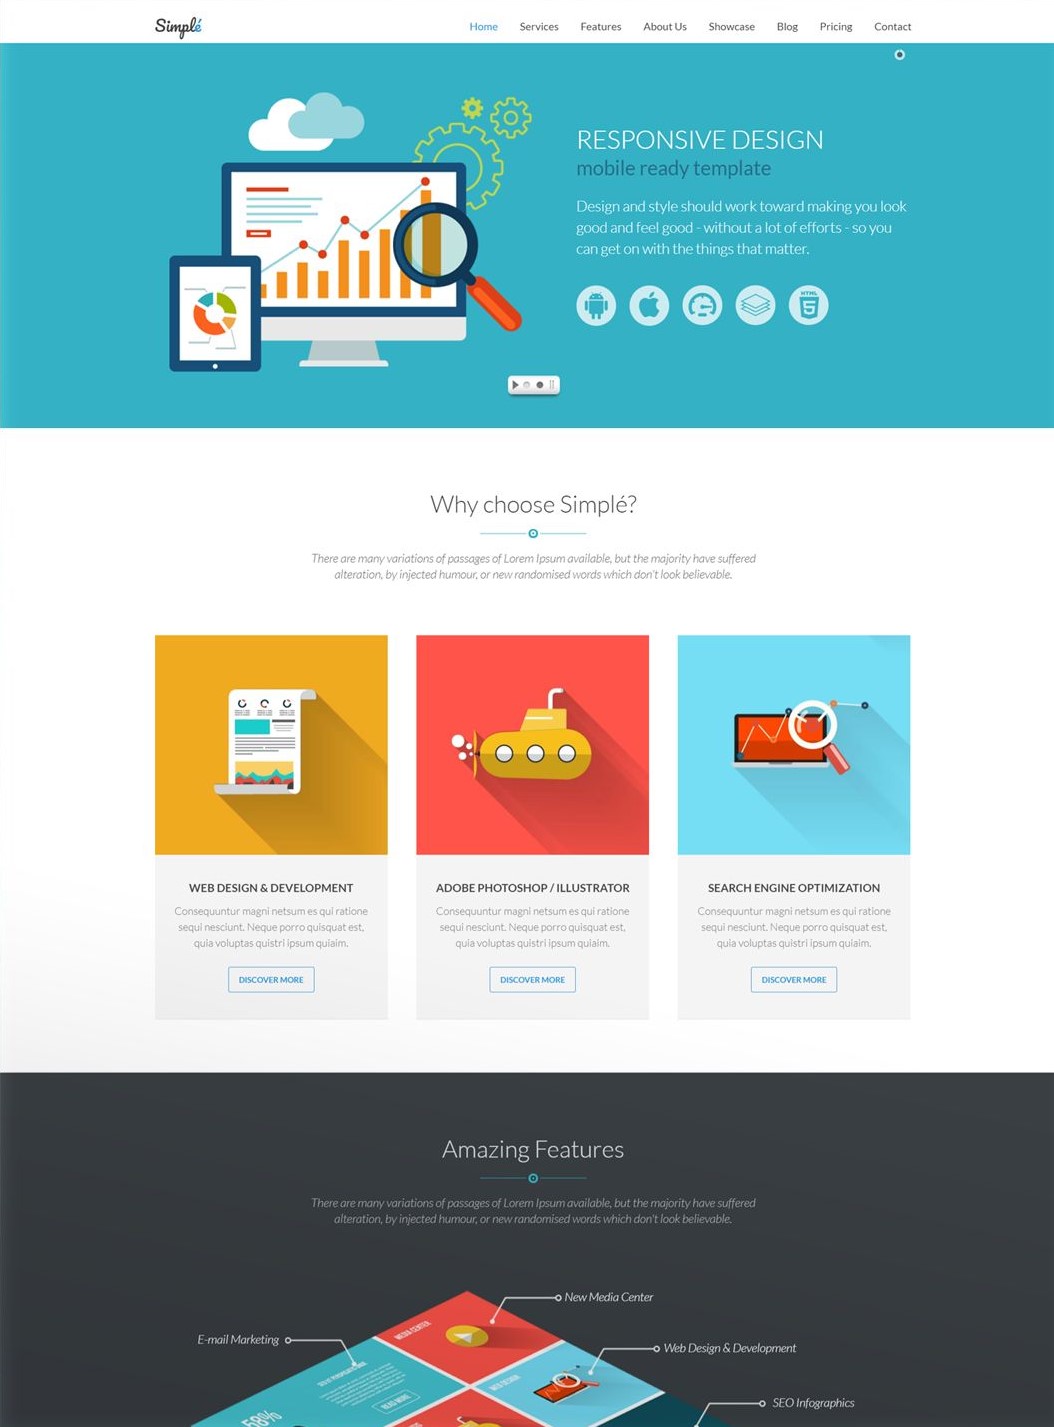 Simplé
Home Services Features About Us Showcase Blog Pricing Contact
RESPONSIVE DESIGN
mobile ready template
Design and style should work toward making you look
good and feel good - without a lot of efforts - so you
can get on with the things that matter.
HTML
5
Why choose Simplé?
There are many variations of passages of Lorem Ipsum available, but the majority have suffered
alteration, by injected humour, or new randomised words which don't look believable.
WEB DESIGN & DEVELOPMENT
Consequuntur magni netsum es qui ratione
sequi nesciunt. Neque porro quisquat est,
quia voluptas quistri ipsum quiaim.
DISCOVER MORE
ADOBE PHOTOSHOP / ILLUSTRATOR
Consequuntur magni netsum es qui ratione
sequi nesciunt. Neque porro quisquat est,
quia voluptas quistri ipsum quiaim.
DISCOVER MORE
SEARCH ENGINE OPTIMIZATION
Consequuntur magni netsum es qui ratione
sequi nesciunt. Neque porro quisquat est,
quia voluptas quistri ipsum quiaim.
DISCOVER MORE
Amazing Features
There are many variations of passages of Lorem Ipsum available, but the majority have suffered
alteration, by injected humour, or new randomised words which don't look believable.
New Media Center
E-mail Marketing
MEDIA CENTER
Web Design & Development
WEB DESIGN
READ MORE
SEO Infographics
58%